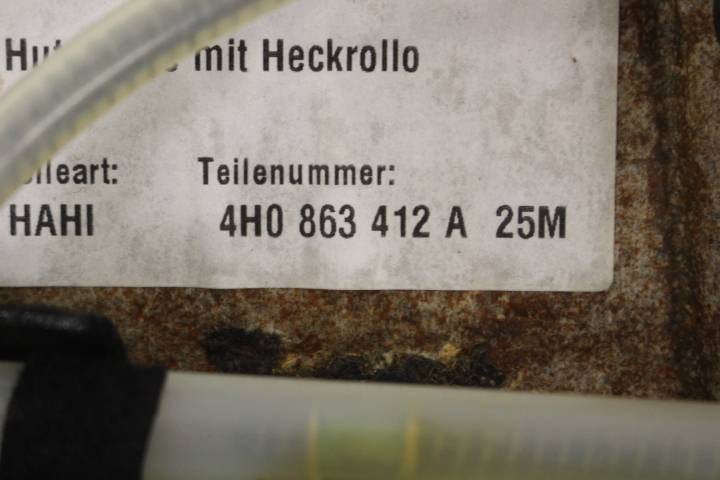 mit Heckrollo
Teilenummer:
HAHI 4H0 863 412 A 25M